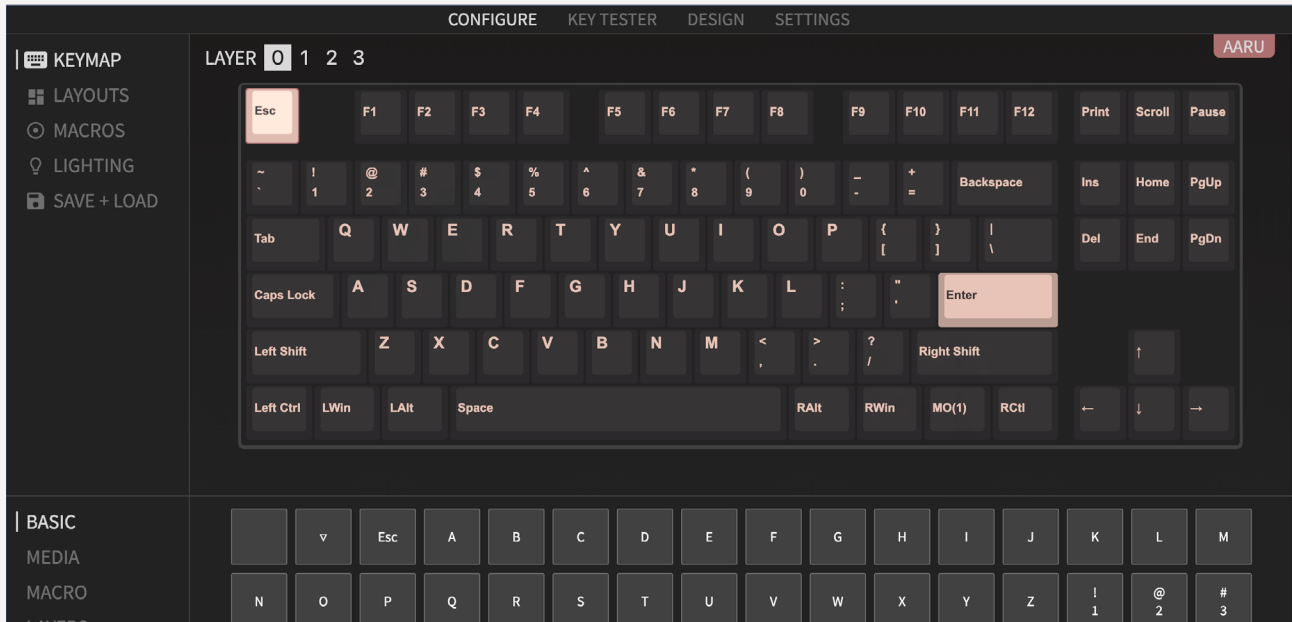 CONFIGURE KEY TESTER DESIGN SETTINGS
KEYMAP
LAYOUTS
MACROS
LIGHTING
SAVE + LOAD
LAYER 0 1 2 3
AARU
Esc F1 F2 F3 F4 F5 F6 F7 F8 F9 F10 F11 F12 Print Scroll Pause
~ ! @ # $ % ^ & * ( ) _ +
` 1 2 3 4 5 6 7 8 9 0 - = Backspace Ins Home PgUp
Tab Q W E R T Y U I O P { } |
[ ] \ Del End PgDn
Caps Lock A S D F G H J K L : "
; ' Enter
Left Shift Z X C V B N M < > ?
, . / Right Shift ↑
Left Ctrl LWin LAlt Space RAlt RWin MO(1) RCtl ← ↓ →
BASIC
MEDIA
MACRO
▽ Esc A B C D E F G H I J K L M
N O P Q R S T U V W X Y Z ! @ #
1 2 3